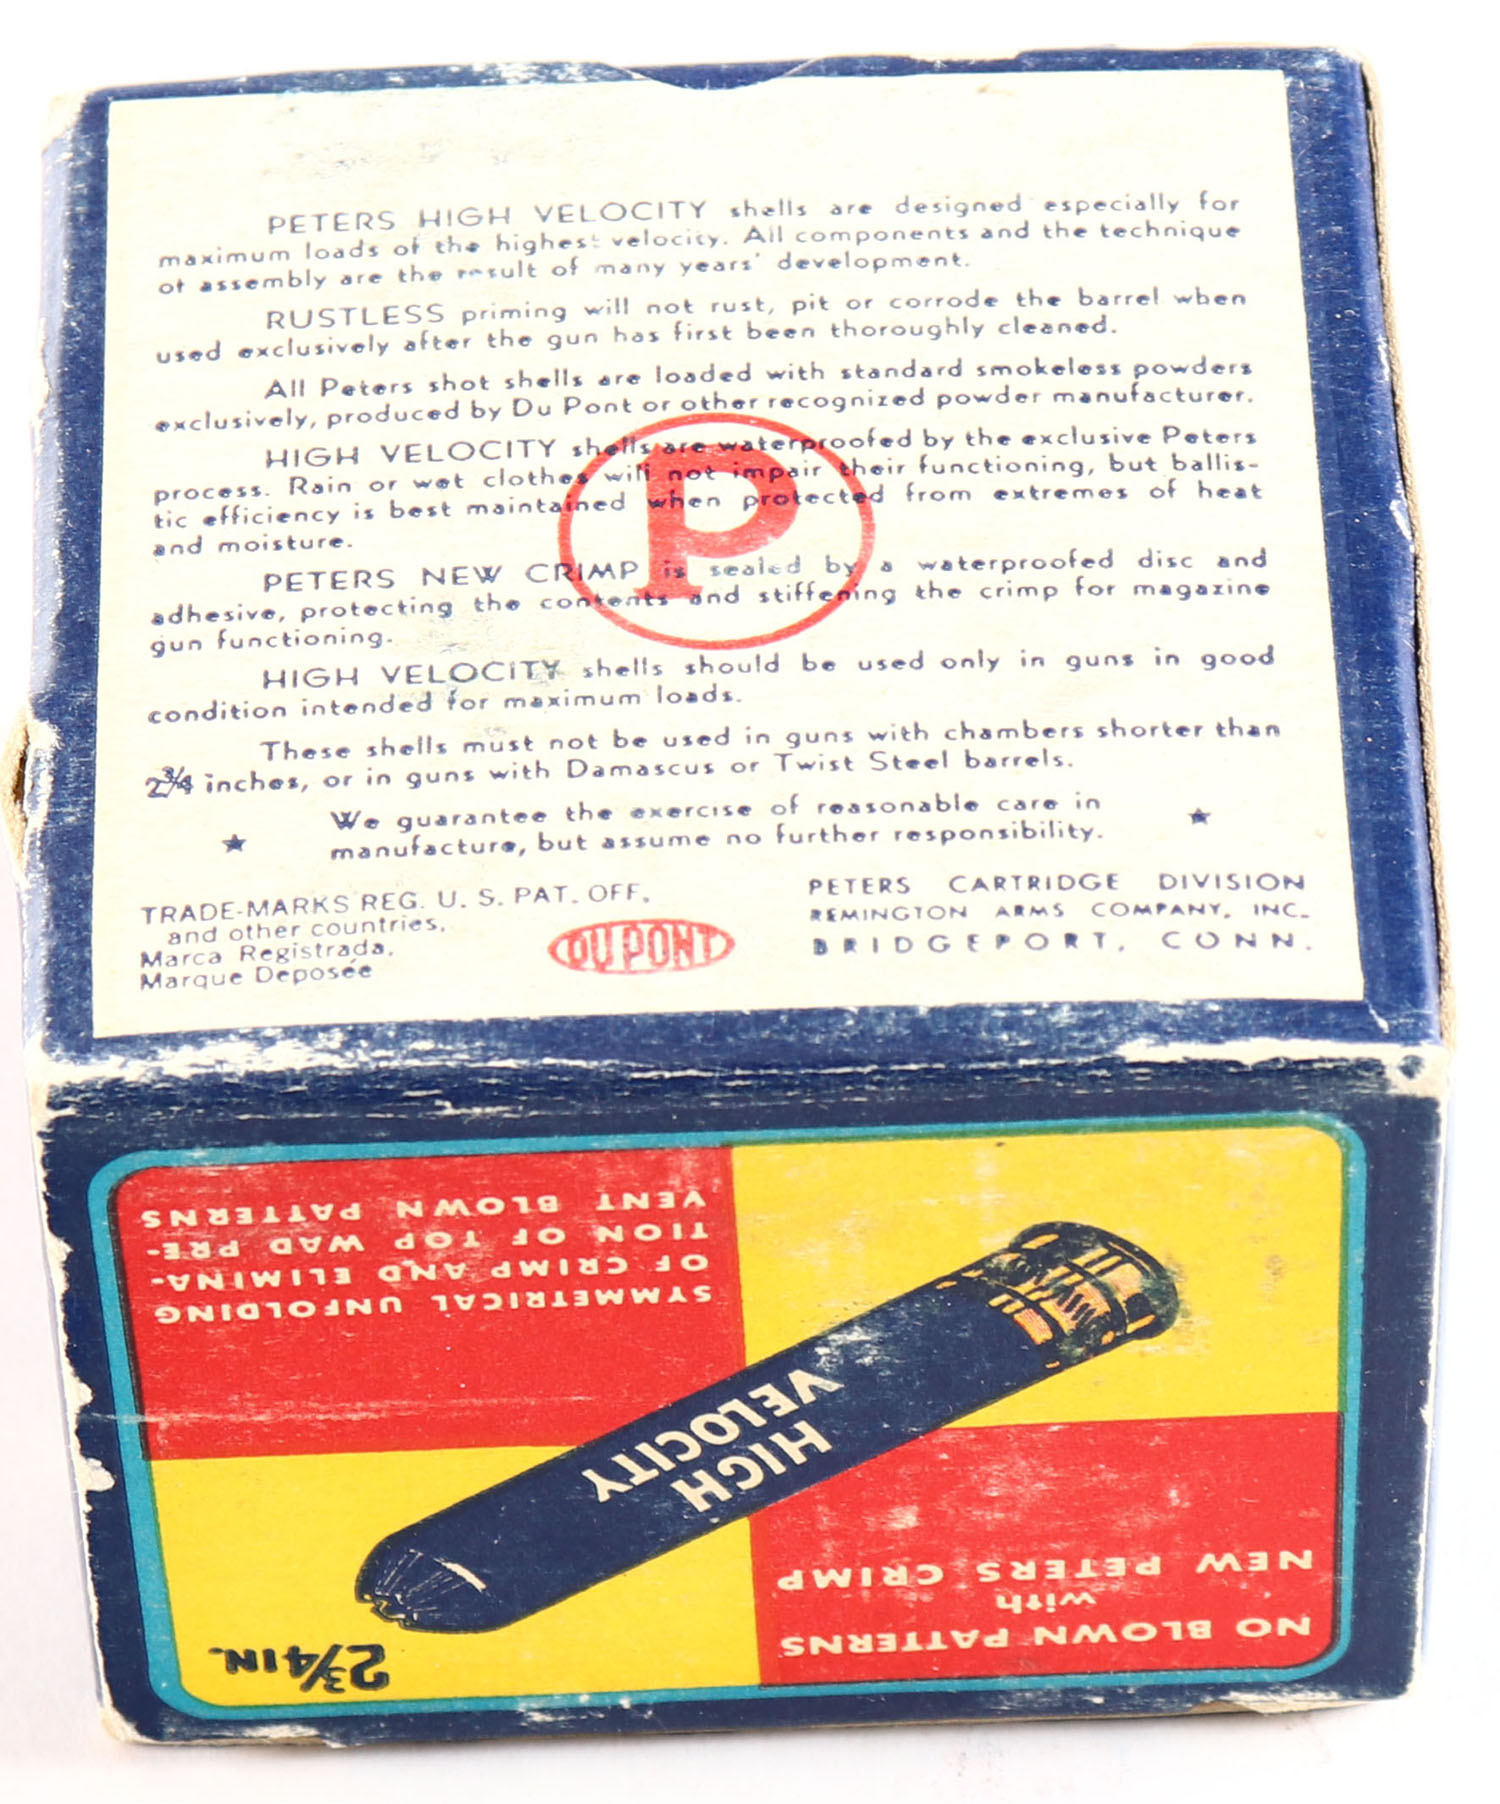 PETERS HIGH VELOCITY shells are designed especially for
maximum loads of the highest velocity. All components and the technique
of assembly are the result of many years' development.
RUSTLESS priming will not rust, pit or corrode the barrel when
used exclusively after the gun has first been thoroughly cleaned.
All Peters shot shells are loaded with standard smokeless powders
exclusively, produced by Du Pont or other recognized powder manufacturer.
HIGH VELOCITY shells are waterproofed by the exclusive Peters
process. Rain or wet clothes will not impair their functioning, but ballis-
tic efficiency is best maintained when protected from extremes of heat
and moisture.
P
PETERS NEW CRIMP is sealed by a waterproofed disc and
adhesive, protecting the contents and stiffening the crimp for magazine
gun functioning.
HIGH VELOCITY shells should be used only in guns in good
condition intended for maximum loads.
These shells must not be used in guns with chambers shorter than
2¾ inches, or in guns with Damascus or Twist Steel barrels.
We guarantee the exercise of reasonable care in
manufacture, but assume no further responsibility.
TRADE-MARKS REG. U. S. PAT. OFF.
and other countries.
Marca Registrada.
Marque Deposée
DU PONT
PETERS CARTRIDGE DIVISION
REMINGTON ARMS COMPANY, INC.
BRIDGEPORT, CONN.
NO BLOWN PATTERNS
with
NEW PETERS CRIMP
2¾ IN.
HIGH
VELOCITY
SYMMETRICAL UNFOLDING
OF CRIMP AND ELIMINA-
TION OF TOP WAD PRE-
VENT BLOWN PATTERNS